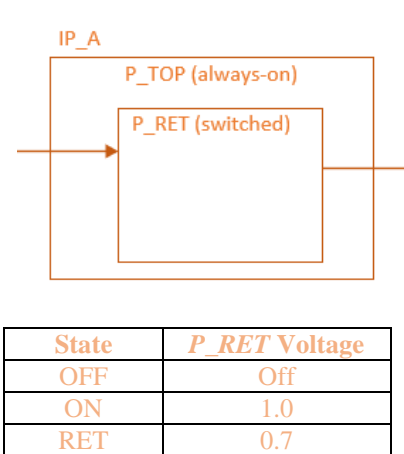 IP_A
P_TOP (always-on)
P_RET (switched)
State P_RET Voltage
OFF Off
ON 1.0
RET 0.7